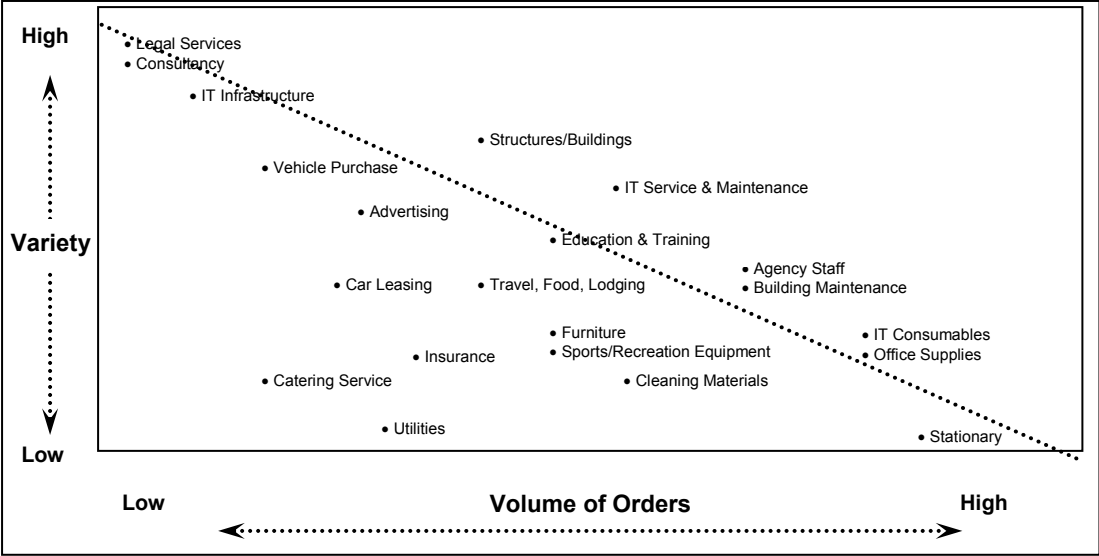 High
Legal Services
Consultancy
IT Infrastructure
Structures/Buildings
Vehicle Purchase
IT Service & Maintenance
Advertising
Variety
Education & Training
Agency Staff
Car Leasing
Travel, Food, Lodging
Building Maintenance
Furniture
IT Consumables
Sports/Recreation Equipment
Office Supplies
Insurance
Catering Service
Cleaning Materials
Utilities
Stationary
Low
Low
Volume of Orders
High